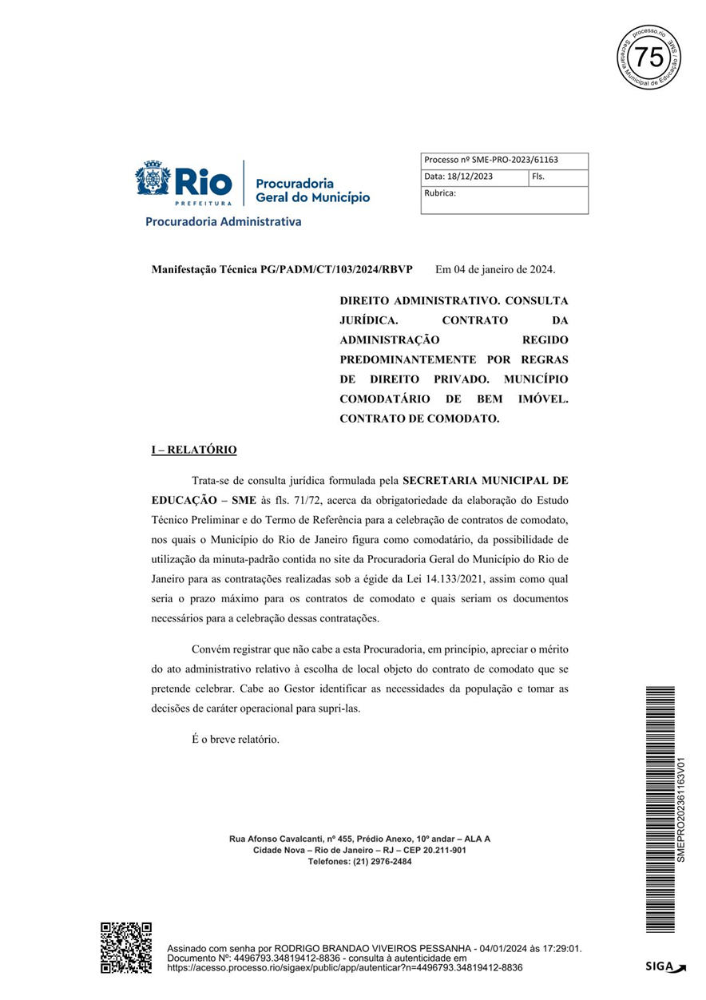 processo.rio
SME / oãçacudE ed lapicinuM airaterceS
75
Processo nº SME-PRO-2023/61163
Data: 18/12/2023 Fls.
Rubrica:
Rio
PREFEITURA
Procuradoria
Geral do Município
Procuradoria Administrativa
Manifestação Técnica PG/PADM/CT/103/2024/RBVP Em 04 de janeiro de 2024.
DIREITO ADMINISTRATIVO. CONSULTA
JURÍDICA. CONTRATO DA
ADMINISTRAÇÃO REGIDO
PREDOMINANTEMENTE POR REGRAS
DE DIREITO PRIVADO. MUNICÍPIO
COMODATÁRIO DE BEM IMÓVEL.
CONTRATO DE COMODATO.
I – RELATÓRIO
Trata-se de consulta jurídica formulada pela SECRETARIA MUNICIPAL DE
EDUCAÇÃO – SME às fls. 71/72, acerca da obrigatoriedade da elaboração do Estudo
Técnico Preliminar e do Termo de Referência para a celebração de contratos de comodato,
nos quais o Município do Rio de Janeiro figura como comodatário, da possibilidade de
utilização da minuta-padrão contida no site da Procuradoria Geral do Município do Rio de
Janeiro para as contratações realizadas sob a égide da Lei 14.133/2021, assim como qual
seria o prazo máximo para os contratos de comodato e quais seriam os documentos
necessários para a celebração dessas contratações.
Convém registrar que não cabe a esta Procuradoria, em princípio, apreciar o mérito
do ato administrativo relativo à escolha de local objeto do contrato de comodato que se
pretende celebrar. Cabe ao Gestor identificar as necessidades da população e tomar as
decisões de caráter operacional para supri-las.
É o breve relatório.
Rua Afonso Cavalcanti, nº 455, Prédio Anexo, 10º andar – ALA A
Cidade Nova – Rio de Janeiro – RJ – CEP 20.211-901
Telefones: (21) 2976-2484
SMEPRO202361163V01
Assinado com senha por RODRIGO BRANDAO VIVEIROS PESSANHA - 04/01/2024 às 17:29:01.
Documento Nº: 4496793.34819412-8836 - consulta à autenticidade em
https://acesso.processo.rio/sigaex/public/app/autenticar?n=4496793.34819412-8836
SIGA